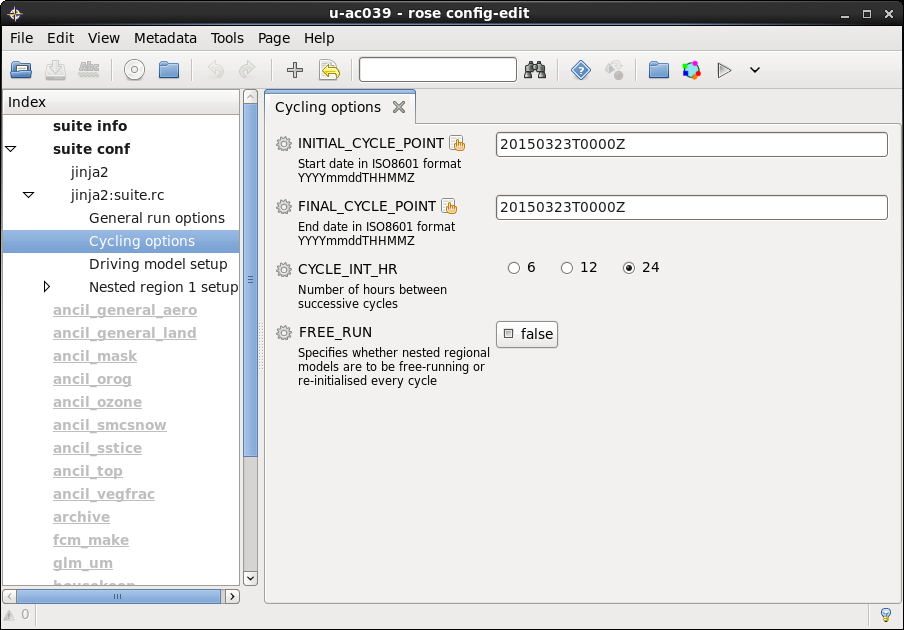 u-ac039 - rose config-edit
File Edit View Metadata Tools Page Help
Abc
Index
suite info
suite conf
jinja2
jinja2:suite.rc
General run options
Cycling options
Driving model setup
Nested region 1 setup
ancil_general_aero
ancil_general_land
ancil_mask
ancil_orog
ancil_ozone
ancil_smcsnow
ancil_sstice
ancil_top
ancil_vegfrac
archive
fcm_make
glm_um
housekeep
0
Cycling options
INITIAL_CYCLE_POINT
20150323T0000Z
Start date in ISO8601 format
YYYYmmddTHHMMZ
FINAL_CYCLE_POINT
20150323T0000Z
End date in ISO8601 format
YYYYmmddTHHMMZ
CYCLE_INT_HR
6 12 24
Number of hours between
successive cycles
FREE_RUN
false
Specifies whether nested regional
models are to be free-running or
re-initialised every cycle